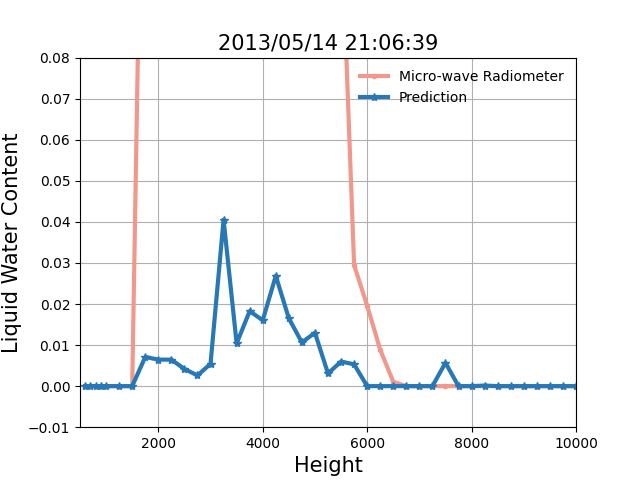 2013/05/14 21:06:39
Micro-wave Radiometer
Prediction
Liquid Water Content
0.08
0.07
0.06
0.05
0.04
0.03
0.02
0.01
0.00
−0.01
2000 4000 6000 8000 10000
Height